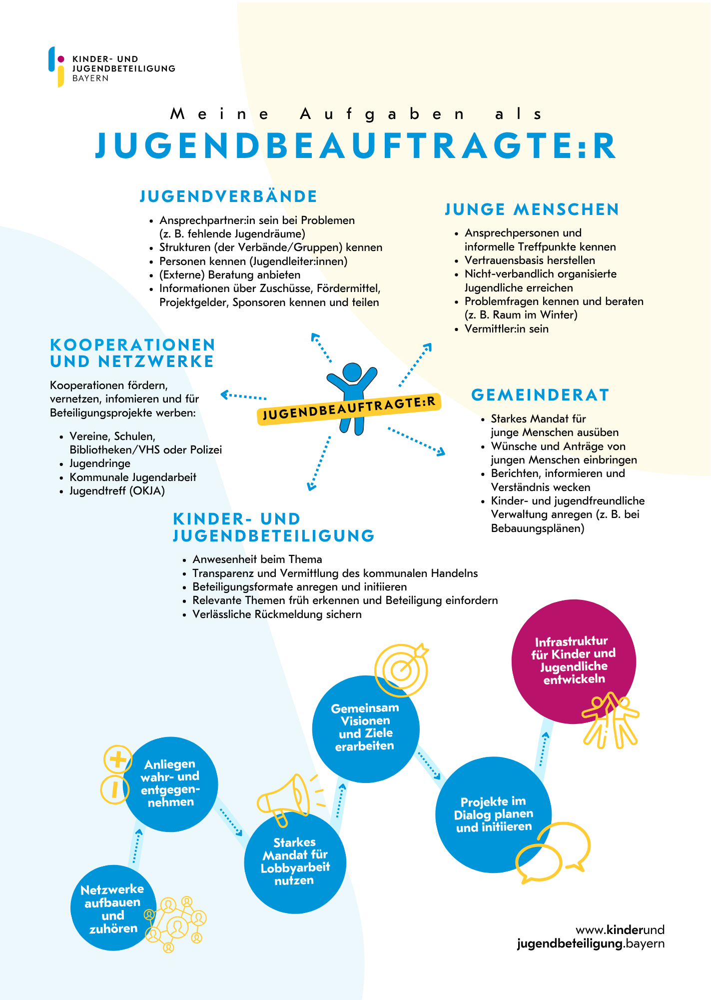 KINDER- UND
JUGENDBETEILIGUNG
BAYERN
Meine Aufgaben als
JUGENDBEAUFTRAGTE:R
JUGENDVERBÄNDE
• Ansprechpartner:in sein bei Problemen
(z. B. fehlende Jugendräume)
• Strukturen (der Verbände/Gruppen) kennen
• Personen kennen (Jugendleiter:innen)
• (Externe) Beratung anbieten
• Informationen über Zuschüsse, Fördermittel,
Projektgelder, Sponsoren kennen und teilen
JUNGE MENSCHEN
• Ansprechpersonen und
informelle Treffpunkte kennen
• Vertrauensbasis herstellen
• Nicht-verbandlich organisierte
Jugendliche erreichen
• Problemfragen kennen und beraten
(z. B. Raum im Winter)
• Vermittler:in sein
KOOPERATIONEN
UND NETZWERKE
Kooperationen fördern,
vernetzen, infomieren und für
Beteiligungsprojekte werben:
• Vereine, Schulen,
Bibliotheken/VHS oder Polizei
• Jugendringe
• Kommunale Jugendarbeit
• Jugendtreff (OKJA)
JUGENDBEAUFTRAGTE:R
GEMEINDERAT
• Starkes Mandat für
junge Menschen ausüben
• Wünsche und Anträge von
jungen Menschen einbringen
• Berichten, informieren und
Verständnis wecken
• Kinder- und jugendfreundliche
Verwaltung anregen (z. B. bei
Bebauungsplänen)
KINDER- UND
JUGENDBETEILIGUNG
• Anwesenheit beim Thema
• Transparenz und Vermittlung des kommunalen Handelns
• Beteiligungsformate anregen und initiieren
• Relevante Themen früh erkennen und Beteiligung einfordern
• Verlässliche Rückmeldung sichern
Netzwerke
aufbauen
und
zuhören
Anliegen
wahr- und
entgegen-
nehmen
Starkes
Mandat für
Lobbyarbeit
nutzen
Gemeinsam
Visionen
und Ziele
erarbeiten
Projekte im
Dialog planen
und initiieren
Infrastruktur
für Kinder und
Jugendliche
entwickeln
www.kinderund
jugendbeteiligung.bayern